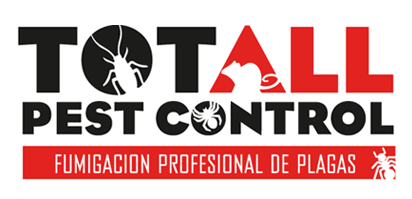 TOTALL
PEST CONTROL
FUMIGACION PROFESIONAL DE PLAGAS